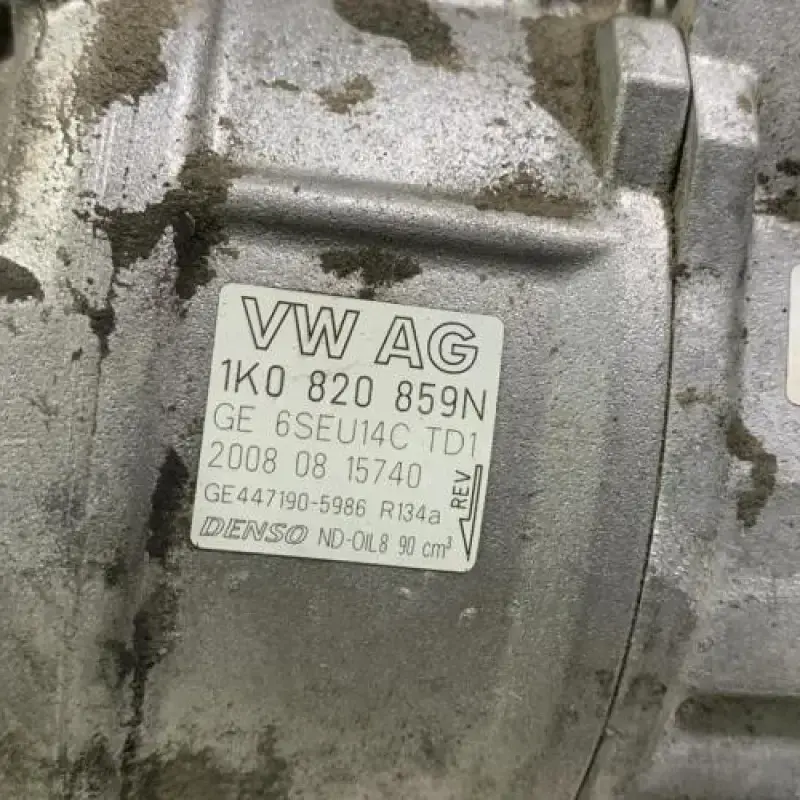 VW AG
1K0 820 859N
GE 6SEU14C TD1
2008 08 15740
GE447190-5986 R134a
REV
DENSO ND-OIL8 90 cm³